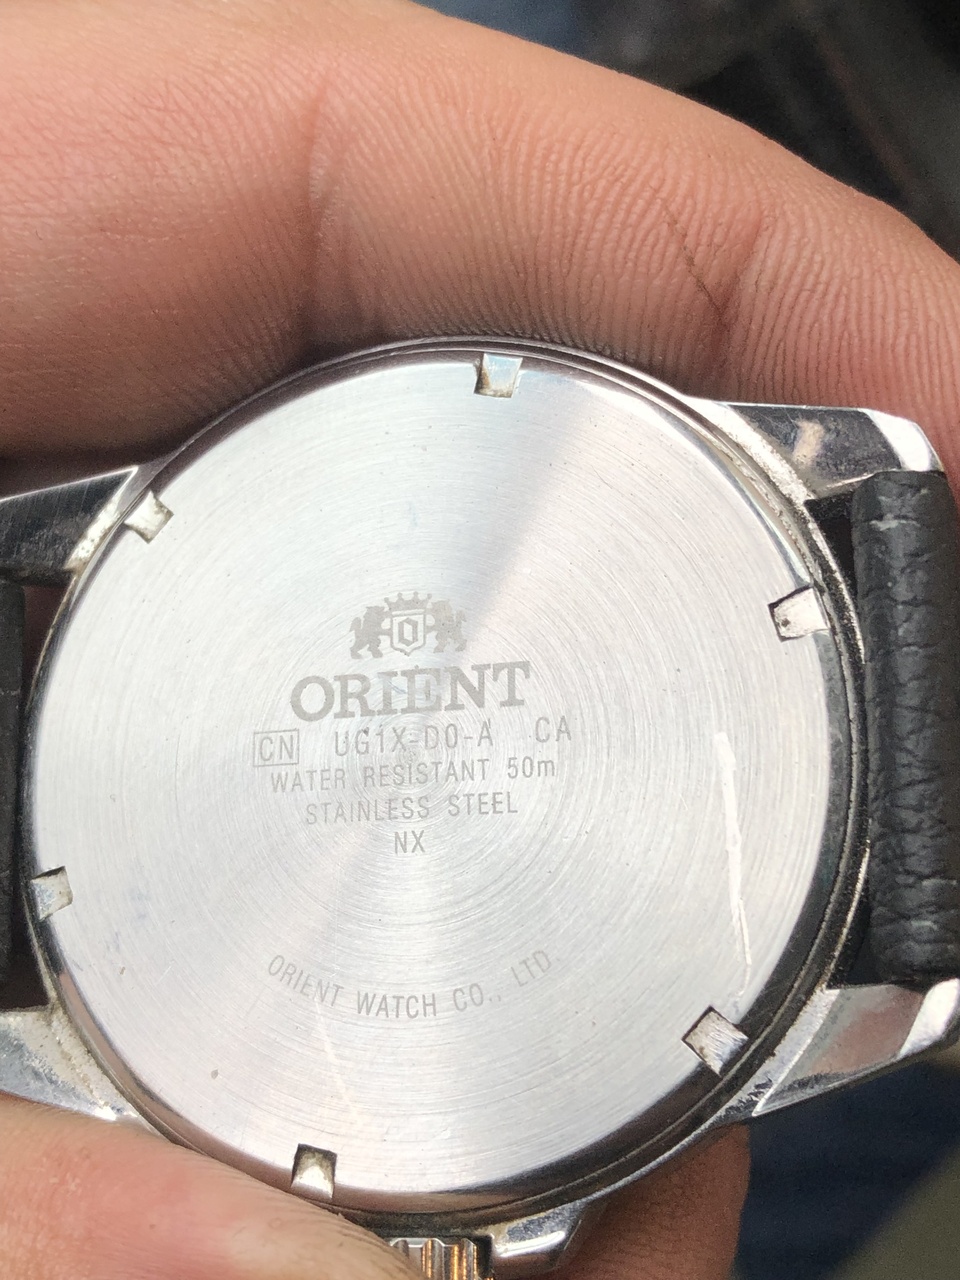 ORIENT
CN UG1X-D0-A CA
WATER RESISTANT 50m
STAINLESS STEEL
NX
ORIENT WATCH CO., LTD